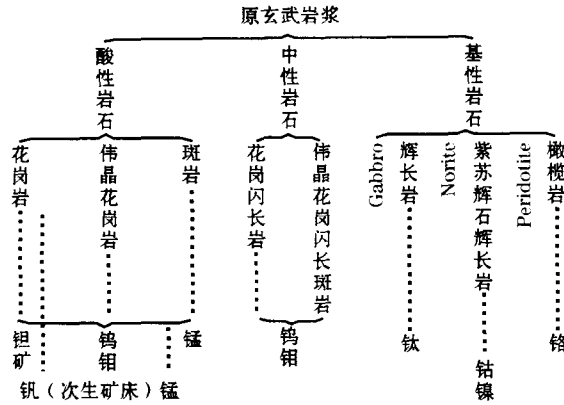 原玄武岩浆
酸性岩石
中性岩石
基性岩石
花岗岩
伟晶花岗岩
斑岩
花岗闪长岩
伟晶花岗闪长斑岩
Gabbro
辉长岩
Norite
紫苏辉石辉长岩
Peridotite
橄榄岩
钽矿
钨钼
锰
钨钼
钛
钴镍
铬
钒（次生矿床）锰